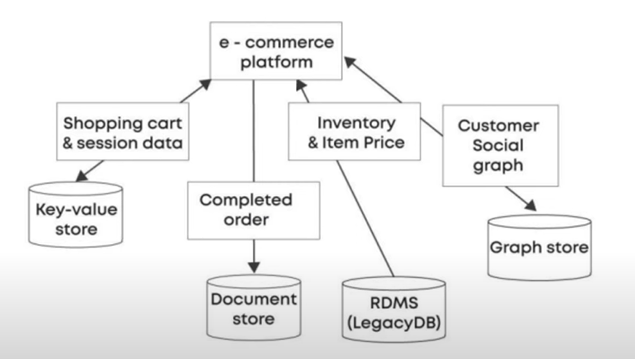 e - commerce
platform
Shopping cart
& session data
Inventory
& Item Price
Customer
Social
graph
Key-value
store
Completed
order
Graph store
Document
store
RDMS
(LegacyDB)